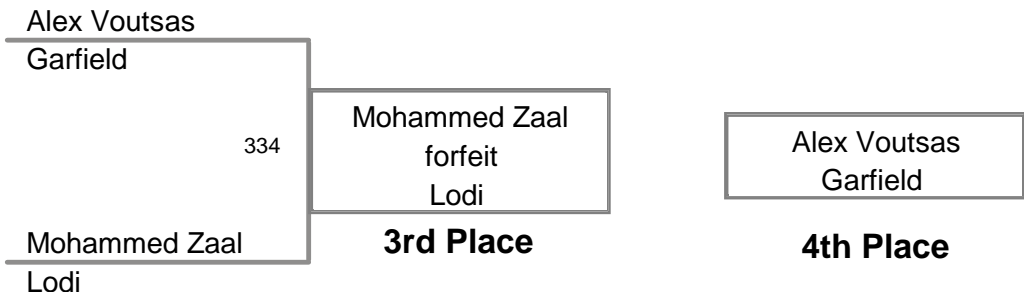 Alex Voutsas
Garfield
334
Mohammed Zaal
Lodi
Mohammed Zaal
forfeit
Lodi
3rd Place
Alex Voutsas
Garfield
4th Place